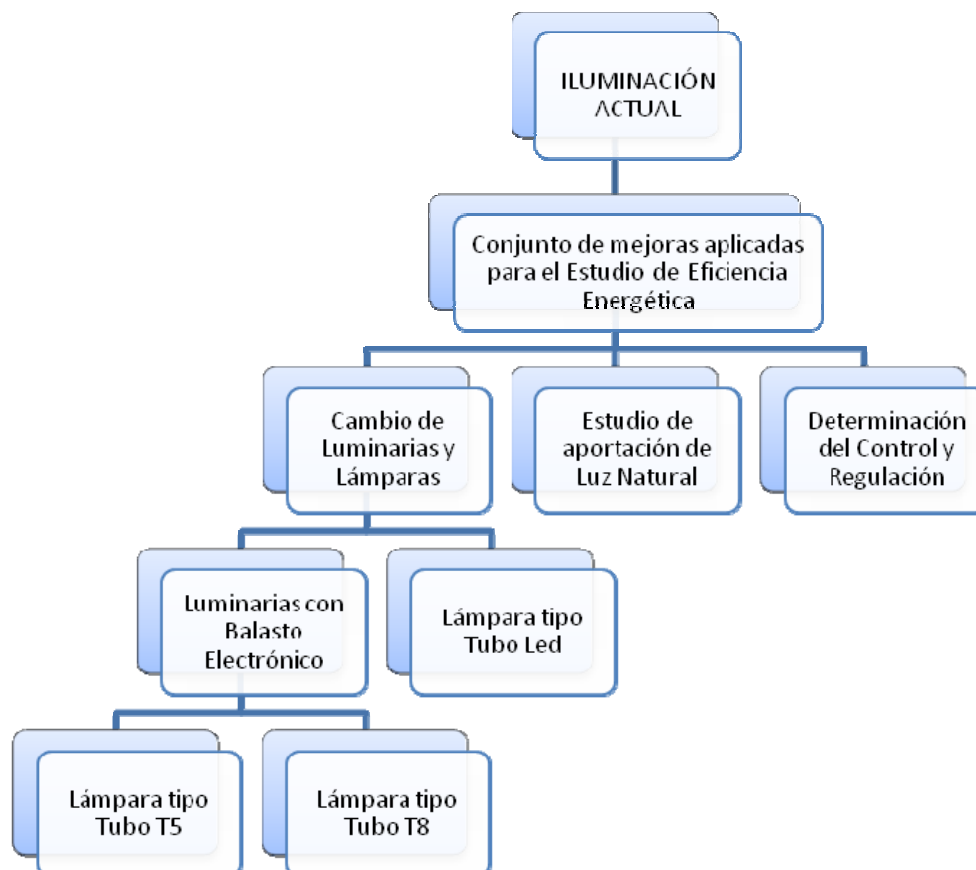 ILUMINACIÓN
ACTUAL
Conjunto de mejoras aplicadas
para el Estudio de Eficiencia
Energética
Cambio de
Luminarias y
Lámparas
Estudio de
aportación de
Luz Natural
Determinación
del Control y
Regulación
Luminarias con
Balasto
Electrónico
Lámpara tipo
Tubo Led
Lámpara tipo
Tubo T5
Lámpara tipo
Tubo T8